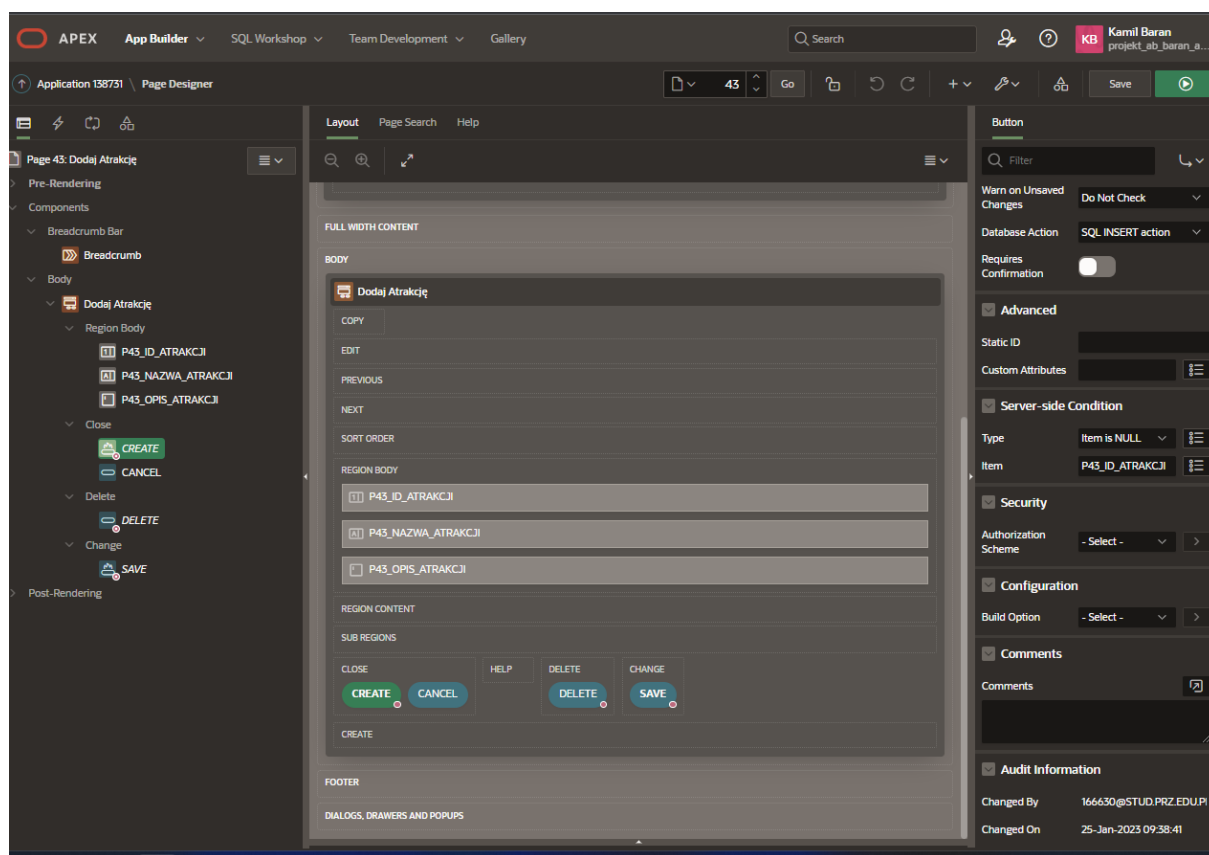 APEX App Builder SQL Workshop Team Development Gallery Search KB Kamil Baran
projekt_ab_baran_a...
Application 138731 \ Page Designer 43 Go Save
Layout Page Search Help Button
Page 43: Dodaj Atrakcję
Filter
Pre-Rendering
Components
Breadcrumb Bar
Breadcrumb
Body
Dodaj Atrakcję
Region Body
P43_ID_ATRAKCJI
P43_NAZWA_ATRAKCJI
P43_OPIS_ATRAKCJI
Close
CREATE
CANCEL
Delete
DELETE
Change
SAVE
Post-Rendering
FULL WIDTH CONTENT
BODY
Dodaj Atrakcję
COPY
EDIT
PREVIOUS
NEXT
SORT ORDER
REGION BODY
P43_ID_ATRAKCJI
P43_NAZWA_ATRAKCJI
P43_OPIS_ATRAKCJI
REGION CONTENT
SUB REGIONS
CLOSE HELP DELETE CHANGE
CREATE CANCEL DELETE SAVE
CREATE
FOOTER
DIALOGS, DRAWERS AND POPUPS
Warn on Unsaved
Changes Do Not Check
Database Action SQL INSERT action
Requires
Confirmation
Advanced
Static ID
Custom Attributes
Server-side Condition
Type Item is NULL
Item P43_ID_ATRAKCJI
Security
Authorization
Scheme - Select -
Configuration
Build Option - Select -
Comments
Comments
Audit Information
Changed By 166630@STUD.PRZ.EDU.Pl
Changed On 25-Jan-2023 09:38:41